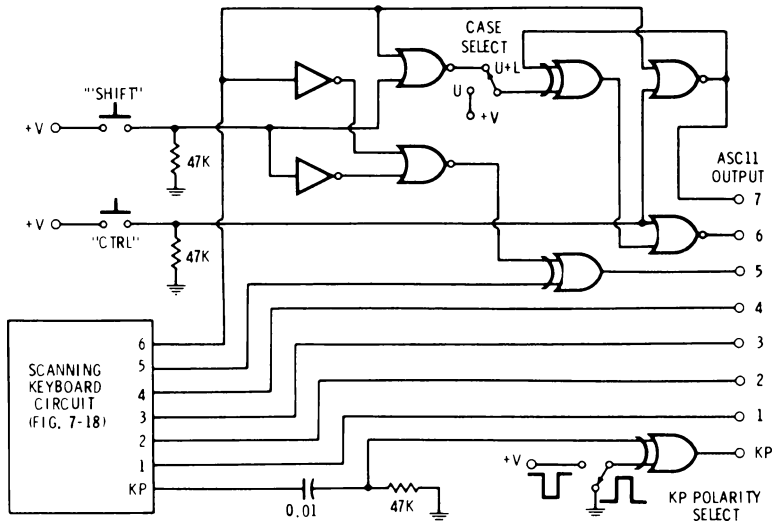 CASE
SELECT
U+L
U
+V
"SHIFT"
+V
47K
ASC11
OUTPUT
7
+V
"CTRL"
47K
6
5
4
3
2
1
KP
SCANNING
KEYBOARD
CIRCUIT
(FIG. 7-18)
6
5
4
3
2
1
KP
0.01
47K
+V
KP POLARITY
SELECT